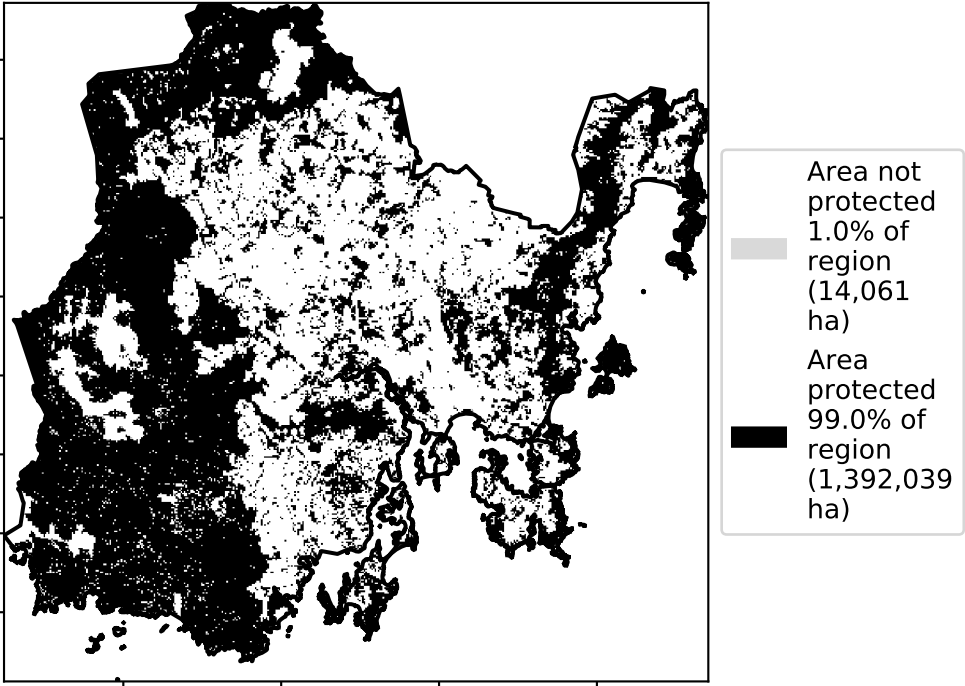 Area not
protected
1.0% of
region
(14,061
ha)
Area
protected
99.0% of
region
(1,392,039
ha)